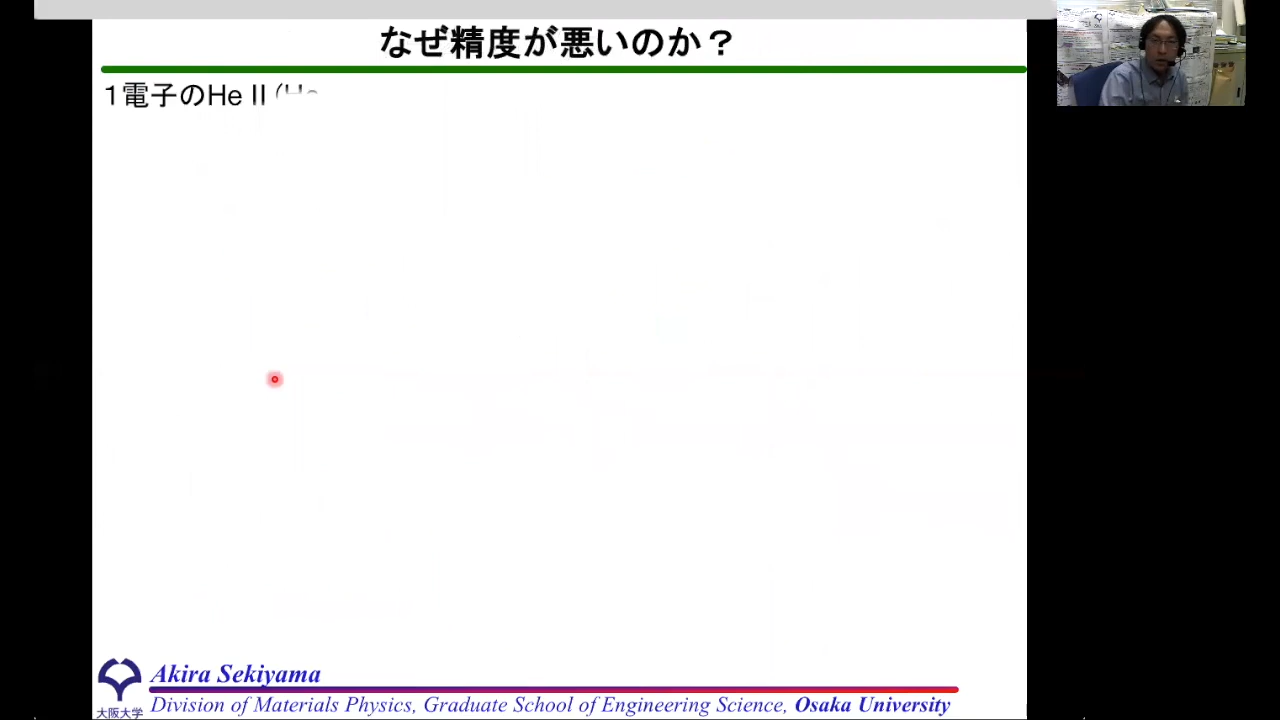 なぜ精度が悪いのか？
1電子のHe II
Akira Sekiyama
大阪大学
Division of Materials Physics, Graduate School of Engineering Science, Osaka University